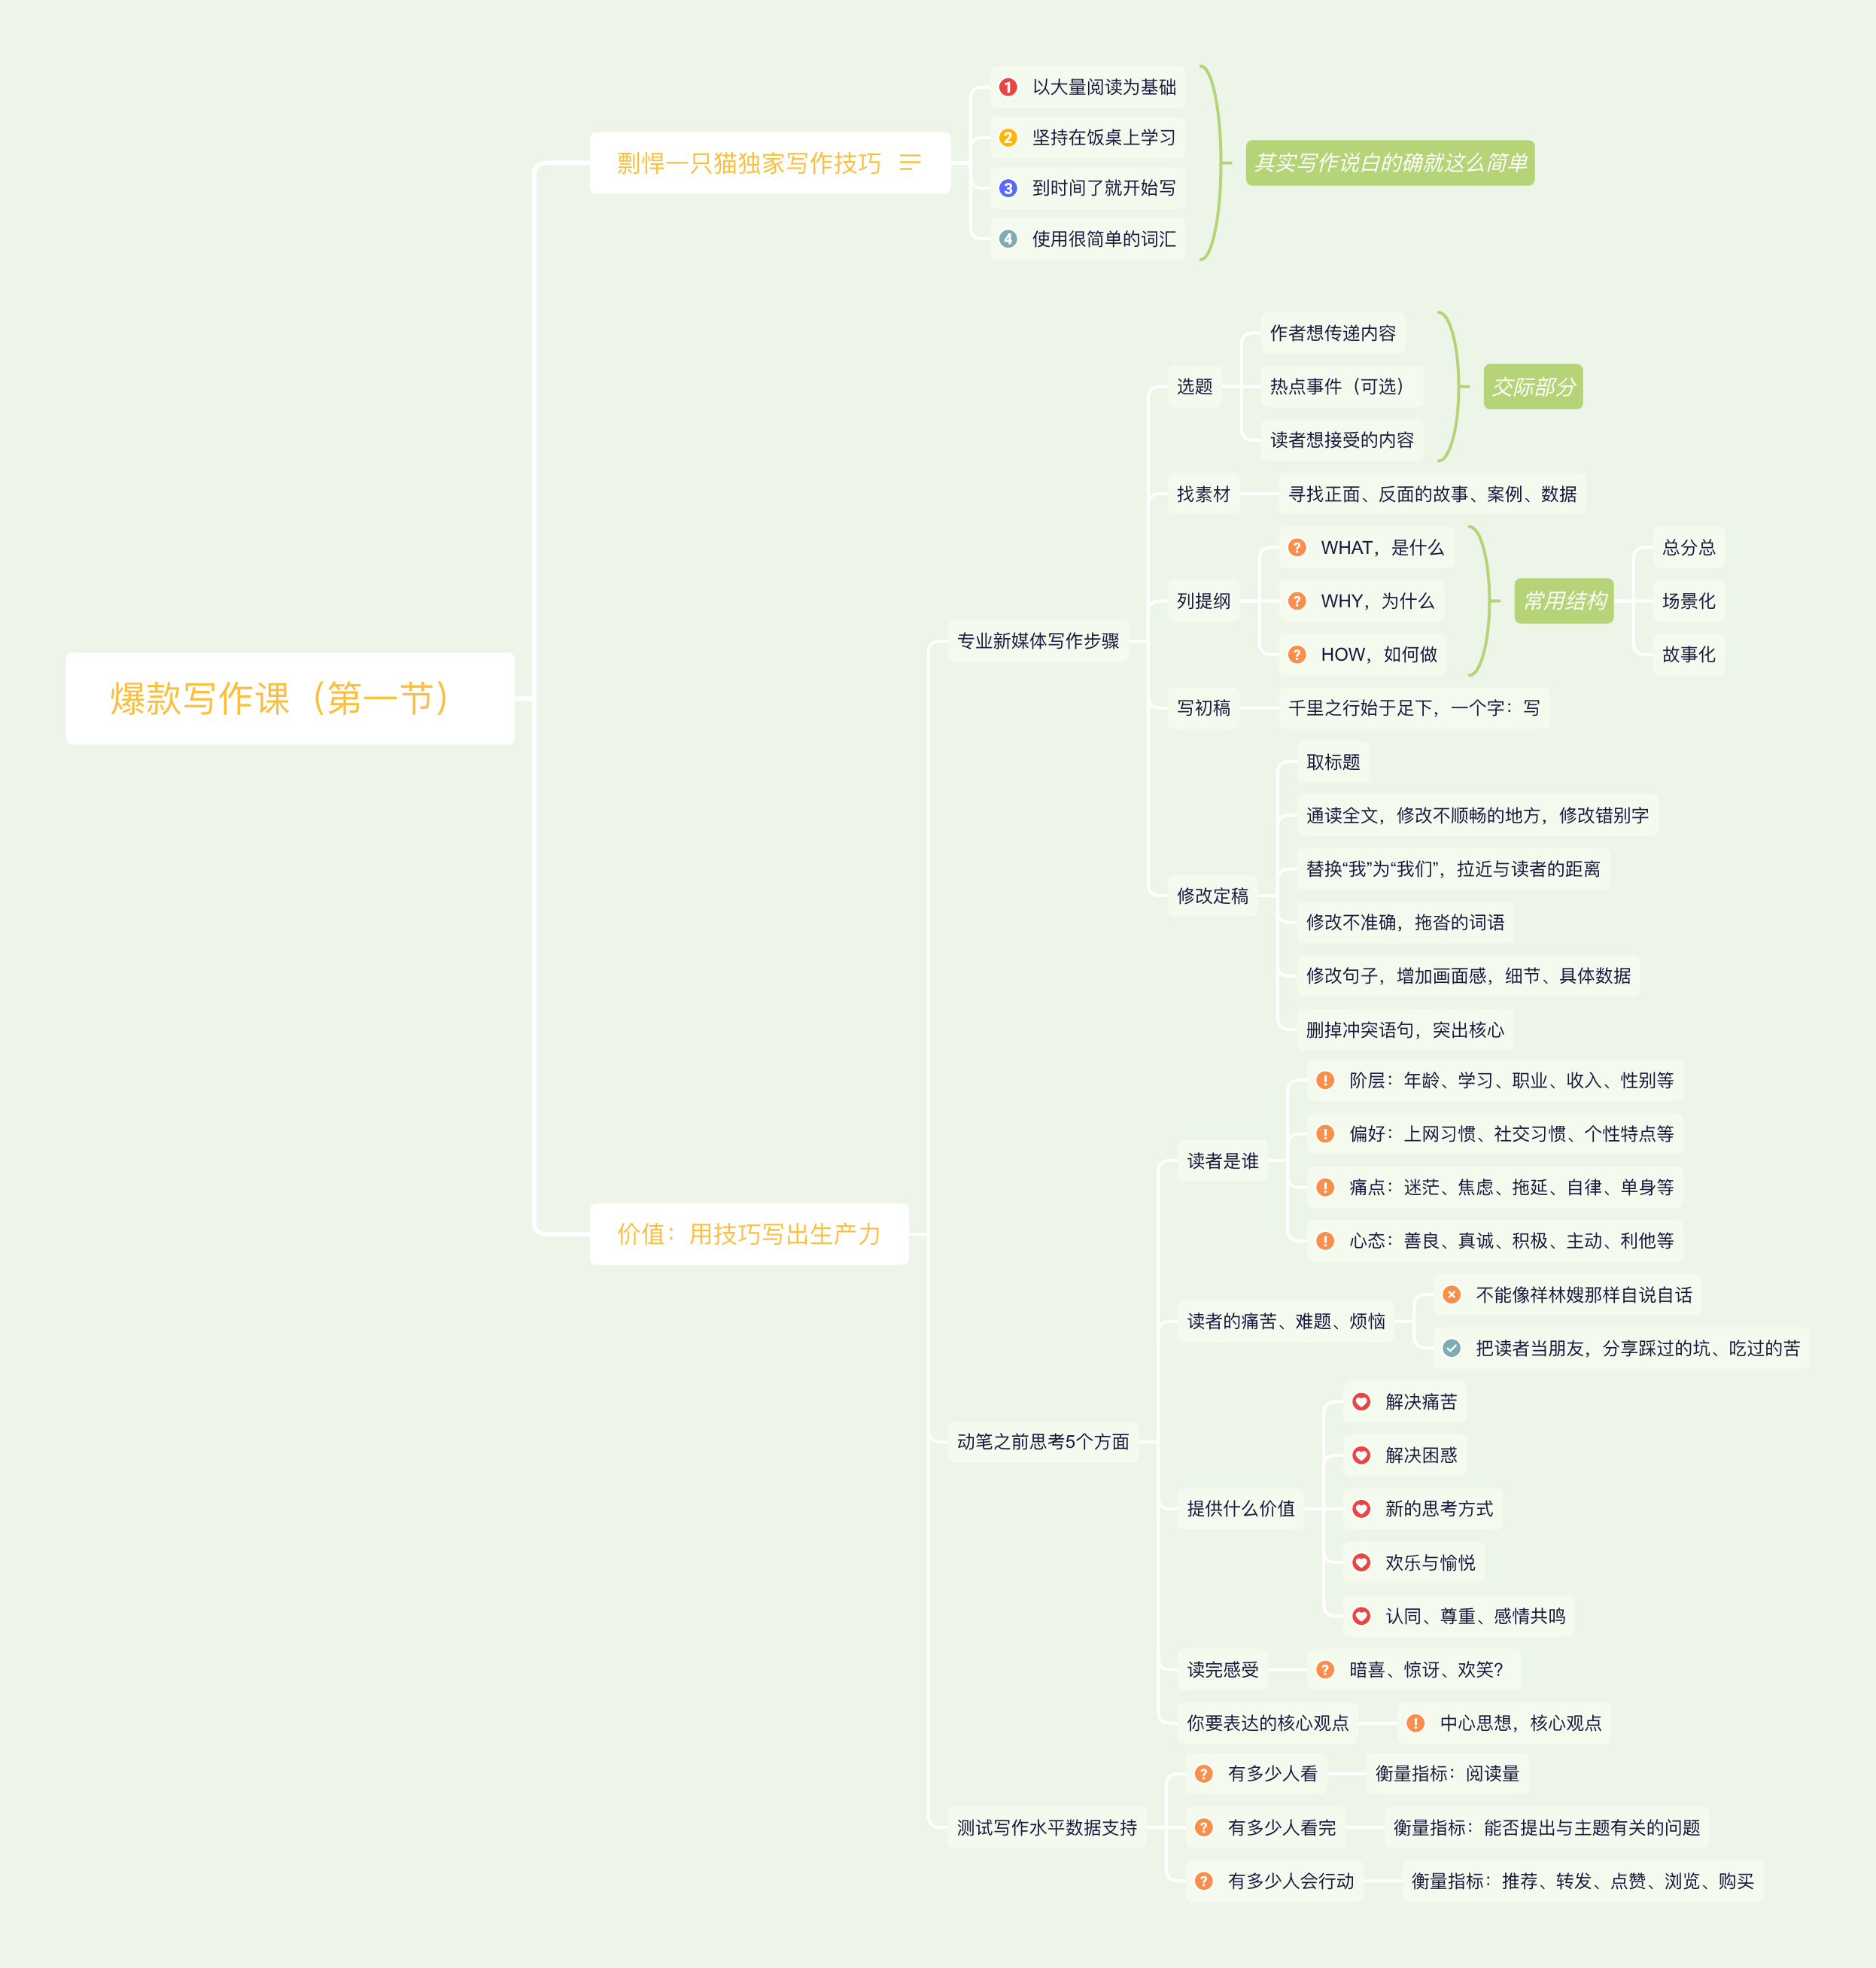 爆款写作课（第一节）
剽悍一只猫独家写作技巧
1 以大量阅读为基础
2 坚持在饭桌上学习
3 到时间了就开始写
4 使用很简单的词汇
其实写作说白的确就这么简单
价值：用技巧写出生产力
专业新媒体写作步骤
选题
作者想传递内容
热点事件（可选）
读者想接受的内容
交际部分
找素材
寻找正面、反面的故事、案例、数据
列提纲
? WHAT，是什么
? WHY，为什么
? HOW，如何做
常用结构
总分总
场景化
故事化
写初稿
千里之行始于足下，一个字：写
修改定稿
取标题
通读全文，修改不顺畅的地方，修改错别字
替换“我”为“我们”，拉近与读者的距离
修改不准确，拖沓的词语
修改句子，增加画面感，细节、具体数据
删掉冲突语句，突出核心
动笔之前思考5个方面
读者是谁
! 阶层：年龄、学习、职业、收入、性别等
! 偏好：上网习惯、社交习惯、个性特点等
! 痛点：迷茫、焦虑、拖延、自律、单身等
! 心态：善良、真诚、积极、主动、利他等
读者的痛苦、难题、烦恼
不能像祥林嫂那样自说自话
把读者当朋友，分享踩过的坑、吃过的苦
提供什么价值
解决痛苦
解决困惑
新的思考方式
欢乐与愉悦
认同、尊重、感情共鸣
读完感受
? 暗喜、惊讶、欢笑？
你要表达的核心观点
! 中心思想，核心观点
测试写作水平数据支持
? 有多少人看
衡量指标：阅读量
? 有多少人看完
衡量指标：能否提出与主题有关的问题
? 有多少人会行动
衡量指标：推荐、转发、点赞、浏览、购买